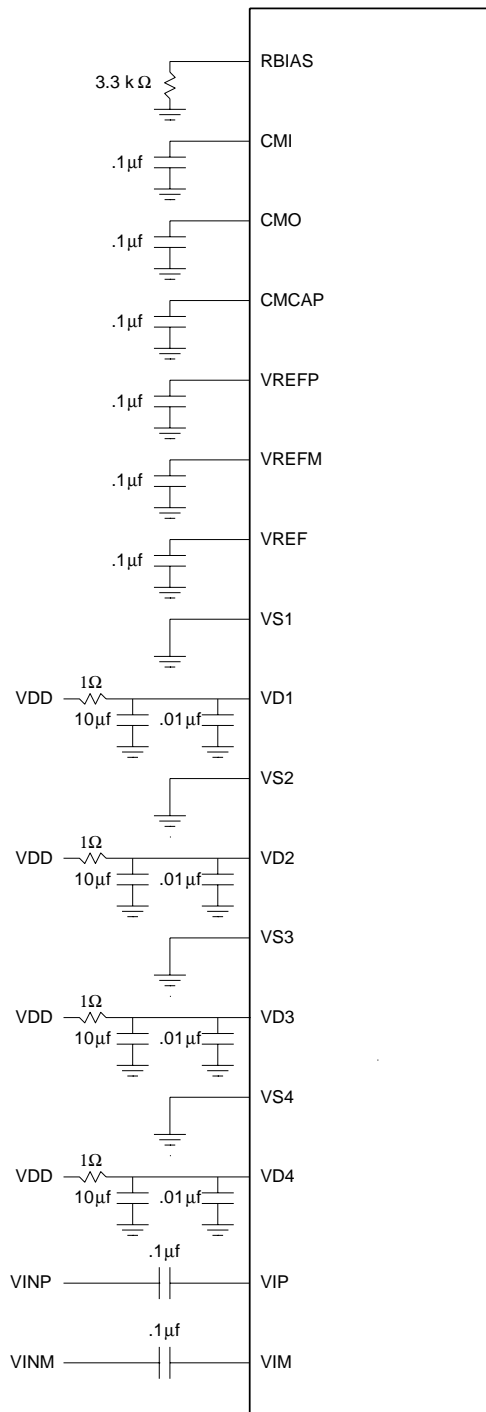 RBIAS
3.3 k Ω
CMI
.1μf
CMO
.1μf
CMCAP
.1μf
VREFP
.1μf
VREFM
.1μf
VREF
.1μf
VS1
1Ω
VDD
VD1
10μf
.01μf
VS2
1Ω
VDD
VD2
10μf
.01μf
VS3
1Ω
VDD
VD3
10μf
.01μf
VS4
1Ω
VDD
VD4
10μf
.01μf
.1μf
VINP
VIP
.1μf
VINM
VIM